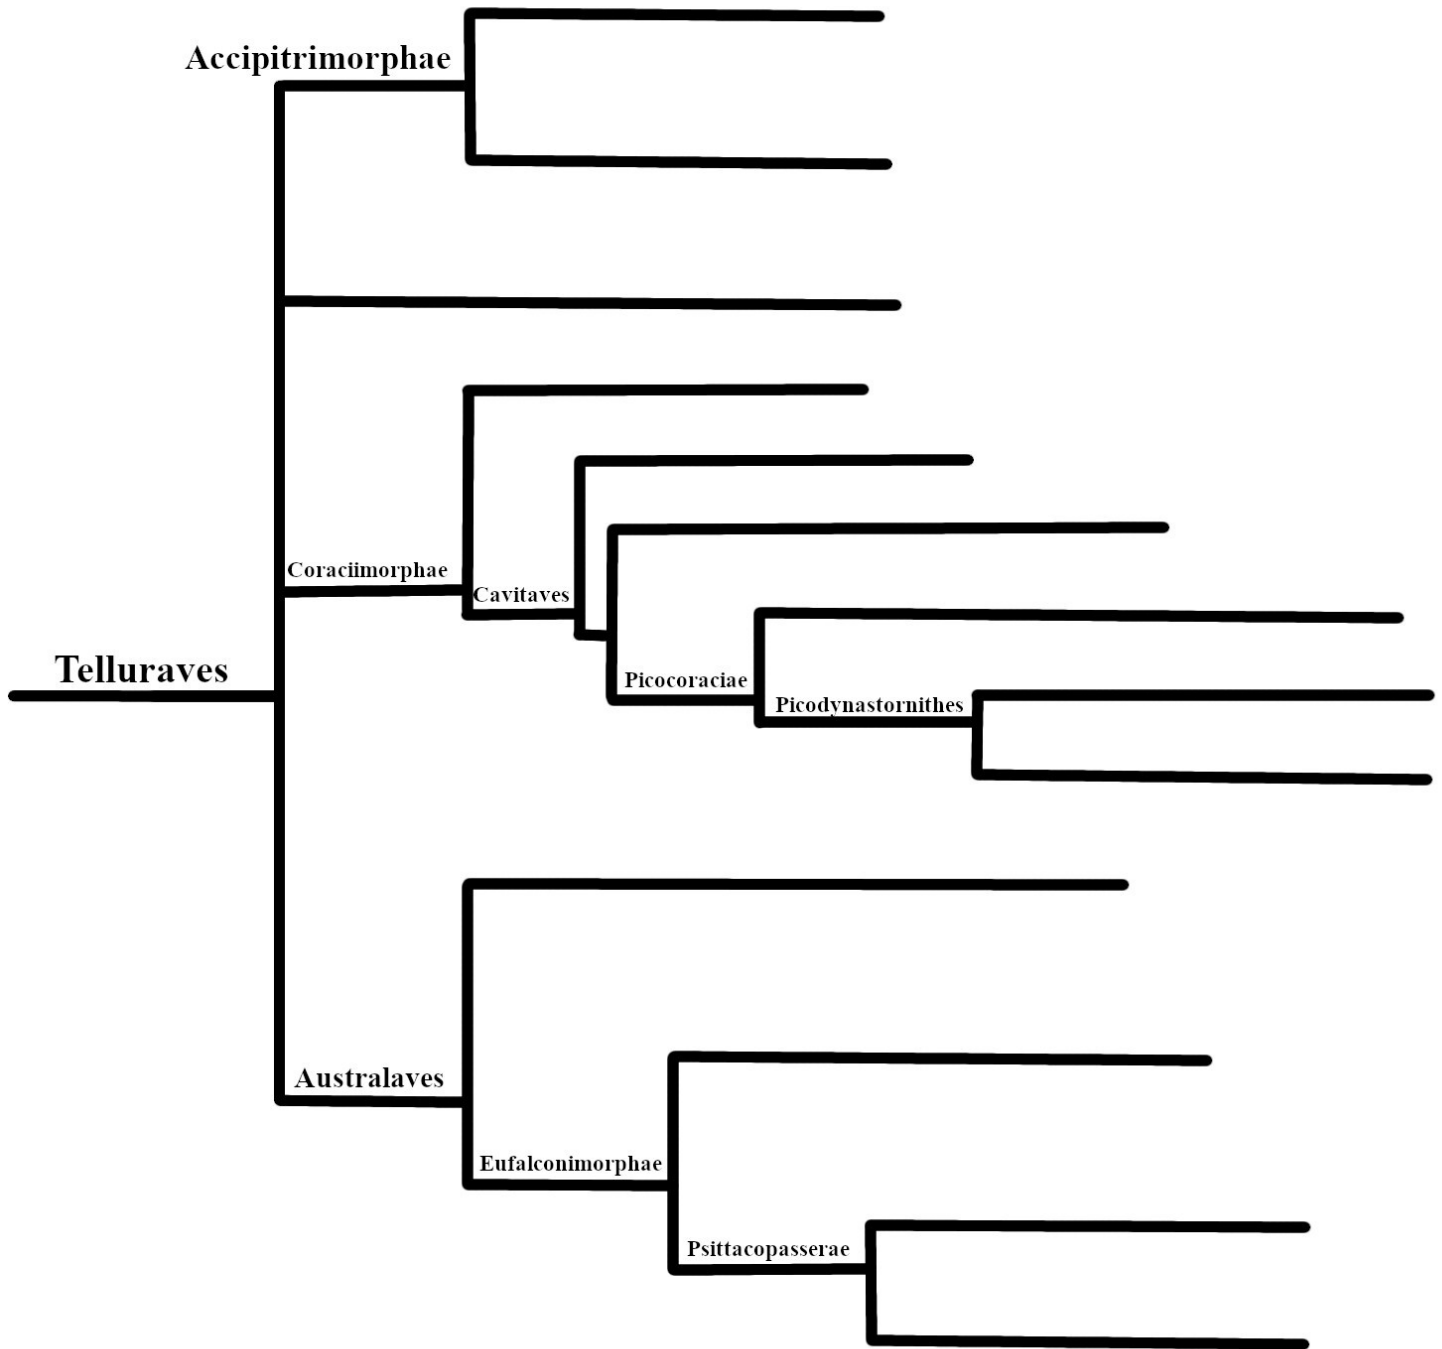 Accipitrimorphae
Coraciimorphae
Cavitaves
Telluraves
Picocoraciae
Picodynastornithes
Australaves
Eufalconimorphae
Psittacopasserae